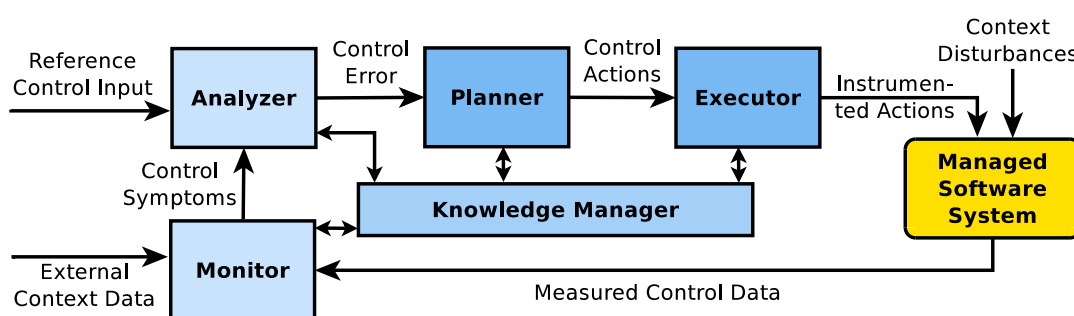 Reference
Control Input
Analyzer
Control
Error
Planner
Control
Actions
Executor
Context
Disturbances
Instrumen-
ted Actions
Managed
Software
System
Control
Symptoms
Knowledge Manager
External
Context Data
Monitor
Measured Control Data